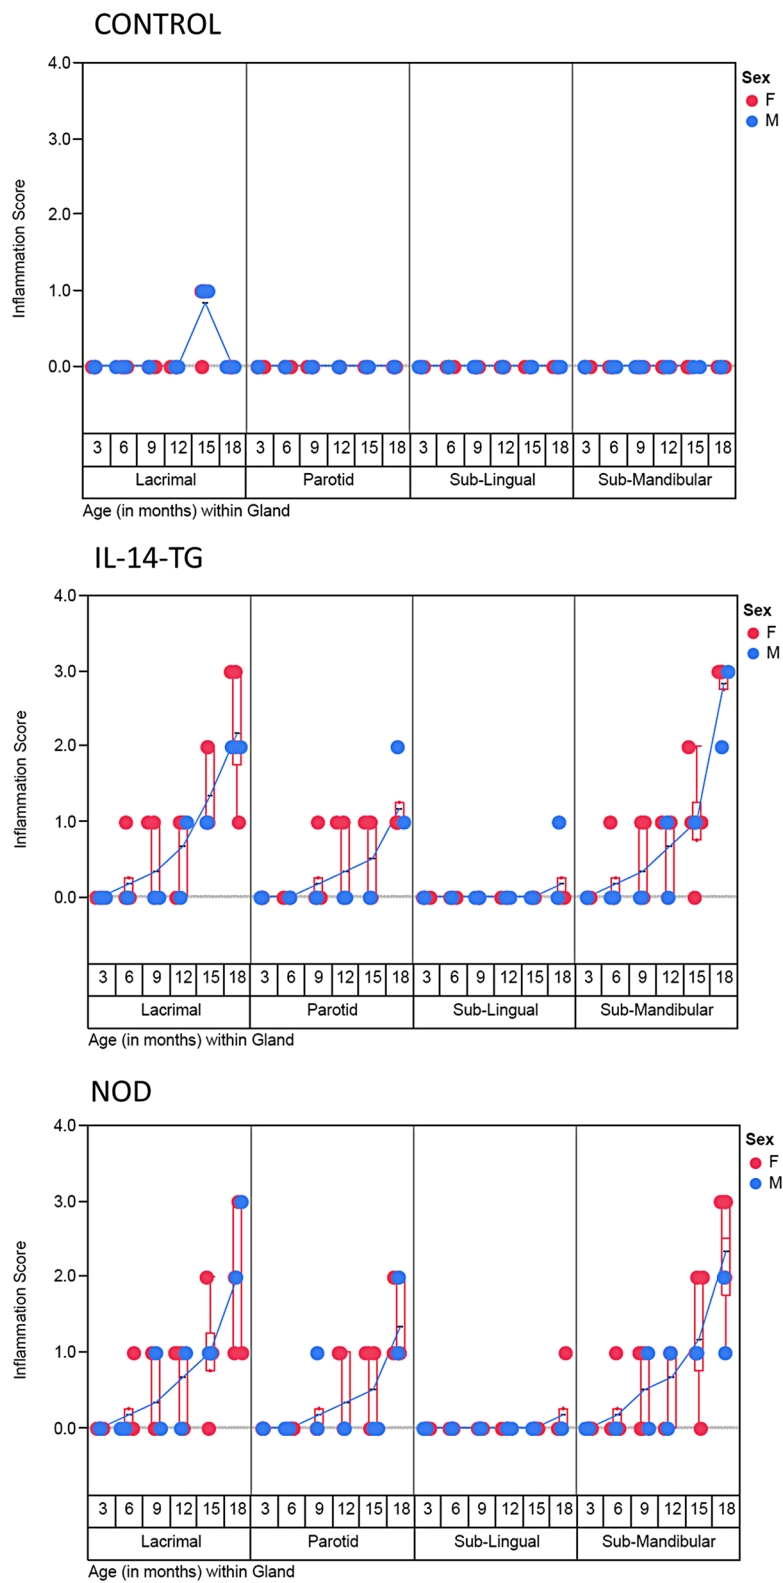 CONTROL
4.0
Sex
F
3.0
M
2.0
Inflammation Score
1.0
0.0
3 6 9 12 15 18 3 6 9 12 15 18 3 6 9 12 15 18 3 6 9 12 15 18
Lacrimal Parotid Sub-Lingual Sub-Mandibular
Age (in months) within Gland
IL-14-TG
4.0
Sex
F
M
3.0
2.0
Inflammation Score
1.0
0.0
3 6 9 12 15 18 3 6 9 12 15 18 3 6 9 12 15 18 3 6 9 12 15 18
Lacrimal Parotid Sub-Lingual Sub-Mandibular
Age (in months) within Gland
NOD
4.0
Sex
F
M
3.0
2.0
Inflammation Score
1.0
0.0
3 6 9 12 15 18 3 6 9 12 15 18 3 6 9 12 15 18 3 6 9 12 15 18
Lacrimal Parotid Sub-Lingual Sub-Mandibular
Age (in months) within Gland